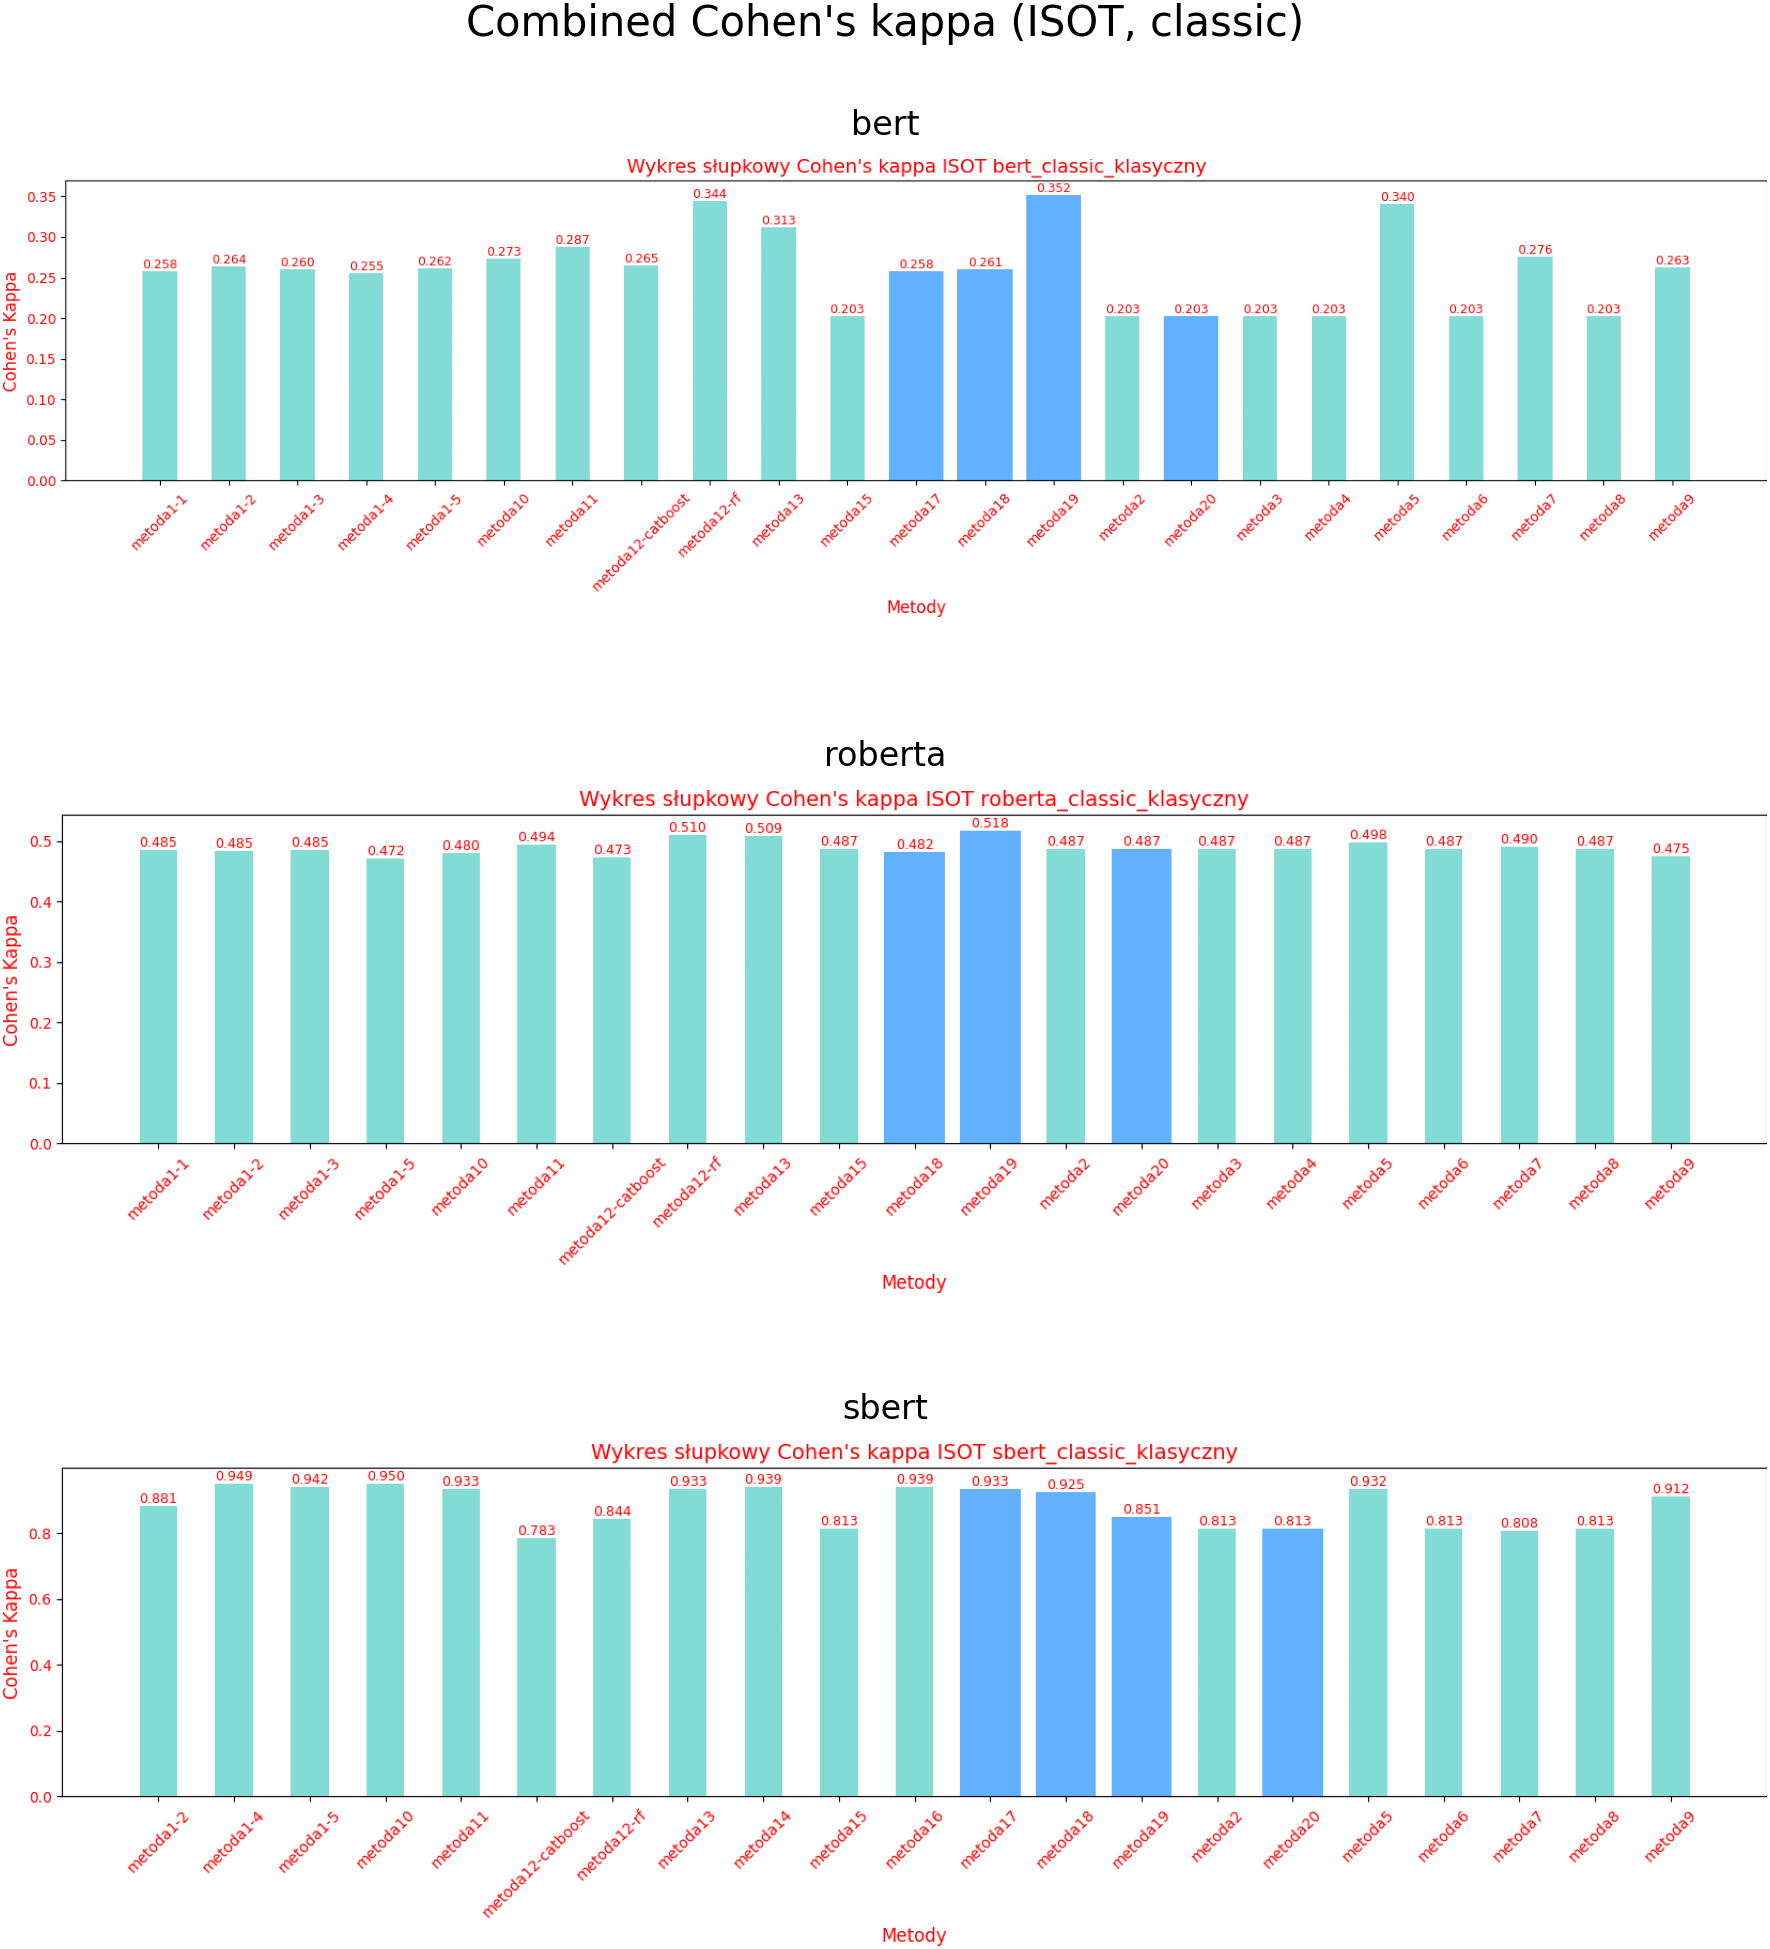 Combined Cohen's kappa (ISOT, classic)
bert
Wykres słupkowy Cohen's kappa ISOT bert_classic_klasyczny
Cohen's Kappa
0.35
0.30
0.25
0.20
0.15
0.10
0.05
0.00
0.258 0.264 0.260 0.255 0.262 0.273 0.287 0.265 0.344 0.313 0.203 0.258 0.261 0.352 0.203 0.203 0.203 0.203 0.340 0.203 0.276 0.203 0.263
metoda1-1 metoda1-2 metoda1-3 metoda1-4 metoda1-5 metoda10 metoda11 metoda12-catboost metoda12-rf metoda13 metoda15 metoda17 metoda18 metoda19 metoda2 metoda20 metoda3 metoda4 metoda5 metoda6 metoda7 metoda8 metoda9
Metody
roberta
Wykres słupkowy Cohen's kappa ISOT roberta_classic_klasyczny
Cohen's Kappa
0.5
0.4
0.3
0.2
0.1
0.0
0.485 0.485 0.485 0.472 0.480 0.494 0.473 0.510 0.509 0.487 0.482 0.518 0.487 0.487 0.487 0.487 0.498 0.487 0.490 0.487 0.475
metoda1-1 metoda1-2 metoda1-3 metoda1-5 metoda10 metoda11 metoda12-catboost metoda12-rf metoda13 metoda15 metoda18 metoda19 metoda2 metoda20 metoda3 metoda4 metoda5 metoda6 metoda7 metoda8 metoda9
Metody
sbert
Wykres słupkowy Cohen's kappa ISOT sbert_classic_klasyczny
Cohen's Kappa
0.8
0.6
0.4
0.2
0.0
0.881 0.949 0.942 0.950 0.933 0.783 0.844 0.933 0.939 0.813 0.939 0.933 0.925 0.851 0.813 0.813 0.932 0.813 0.808 0.813 0.912
metoda1-2 metoda1-4 metoda1-5 metoda10 metoda11 metoda12-catboost metoda12-rf metoda13 metoda14 metoda15 metoda16 metoda17 metoda18 metoda19 metoda2 metoda20 metoda5 metoda6 metoda7 metoda8 metoda9
Metody